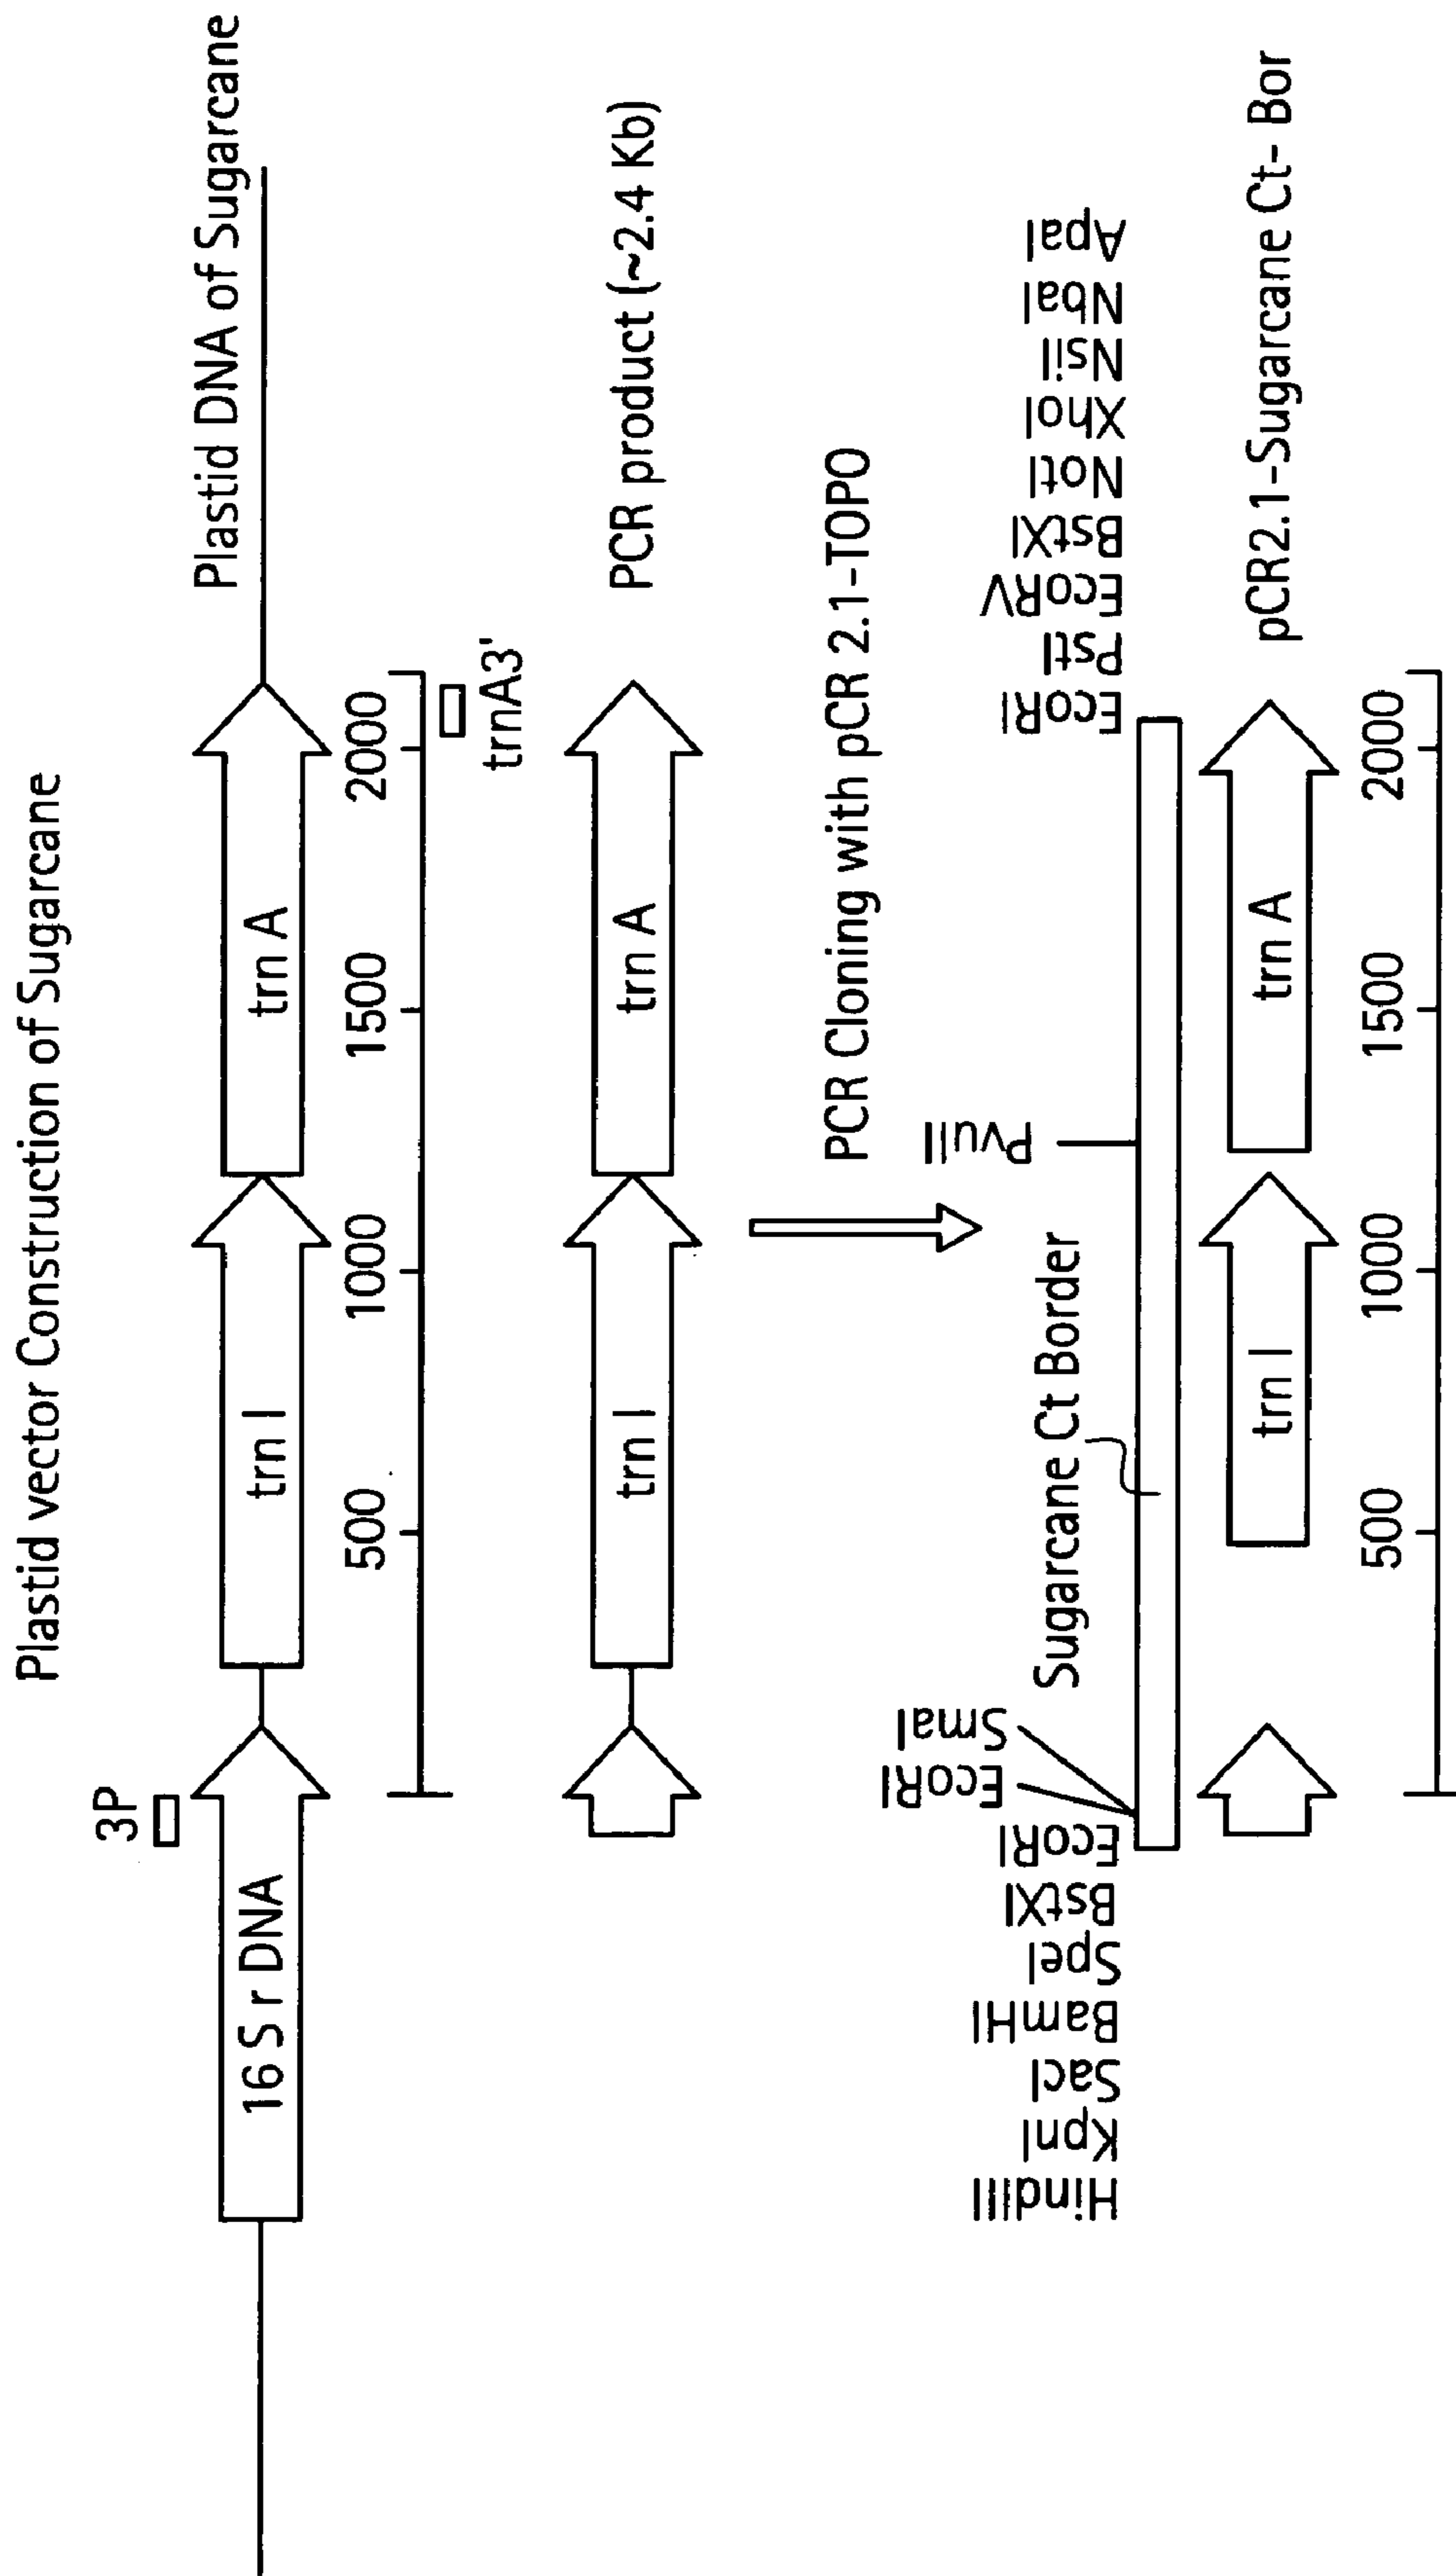 Plastid vector Construction of Sugarcane
3P
Plastid DNA of Sugarcane
16 S r DNA
trn I
trn A
500
1000
1500
2000
trnA3'
PCR product (~2.4 Kb)
trn I
trn A
PCR Cloning with pCR 2.1-TOPO
HindIII
KpnI
SacI
BamHI
SpeI
BstXI
EcoRI
EcoRI
SmaI
Sugarcane Ct Border
PvuII
EcoRI
PstI
EcoRV
BstXI
NotI
XhoI
NsiI
NbaI
ApaI
pCR2.1-Sugarcane Ct- Bor
trn I
trn A
500
1000
1500
2000